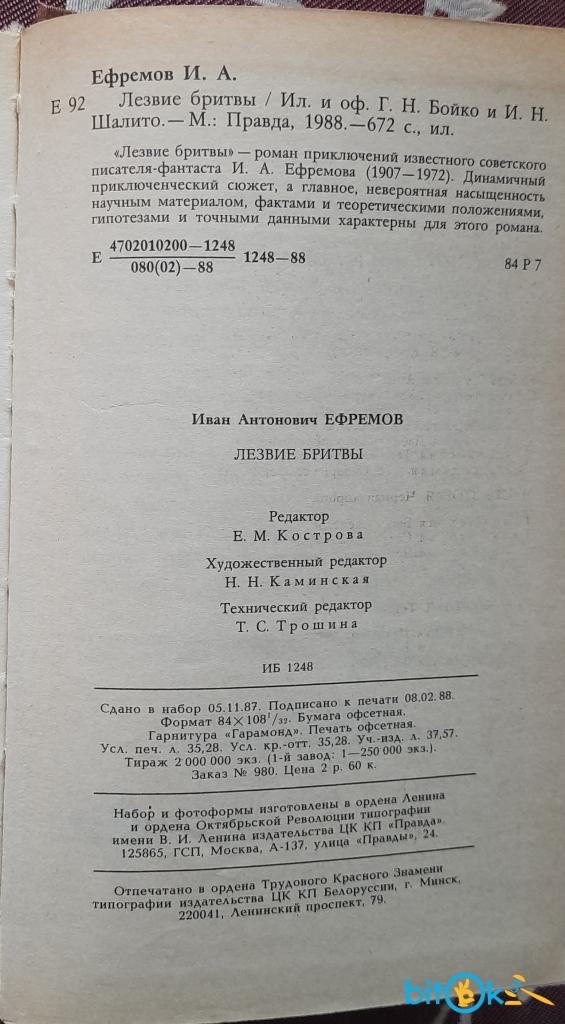 Ефремов И. А.
Е 92 Лезвие бритвы / Ил. и оф. Г. Н. Бойко и И. Н.
Шалито.— М.: Правда, 1988.—672 с., ил.
«Лезвие бритвы» — роман приключений известного советского
писателя-фантаста И. А. Ефремова (1907—1972). Динамичный
приключенческий сюжет, а главное, невероятная насыщенность
научным материалом, фактами и теоретическими положениями,
гипотезами и точными данными характерны для этого романа.
Е 4702010200—1248
080(02)—88 1248—88 84 Р 7
Иван Антонович ЕФРЕМОВ
ЛЕЗВИЕ БРИТВЫ
Редактор
Е. М. Кострова
Художественный редактор
Н. Н. Каминская
Технический редактор
Т. С. Трошина
ИБ 1248
Сдано в набор 05.11.87. Подписано к печати 08.02.88.
Формат 84×108 1/32. Бумага офсетная.
Гарнитура «Гарамонд». Печать офсетная.
Усл. печ. л. 35,28. Усл. кр.-отт. 35,28. Уч.-изд. л. 37,57.
Тираж 2 000 000 экз. (1-й завод: 1—250 000 экз.).
Заказ № 980. Цена 2 р. 60 к.
Набор и фотоформы изготовлены в ордена Ленина
и ордена Октябрьской Революции типографии
имени В. И. Ленина издательства ЦК КП «Правда».
125865, ГСП, Москва, А-137, улица «Правды», 24.
Отпечатано в ордена Трудового Красного Знамени
типографии издательства ЦК КП Белоруссии, г. Минск,
220041, Ленинский проспект, 79.
bitok